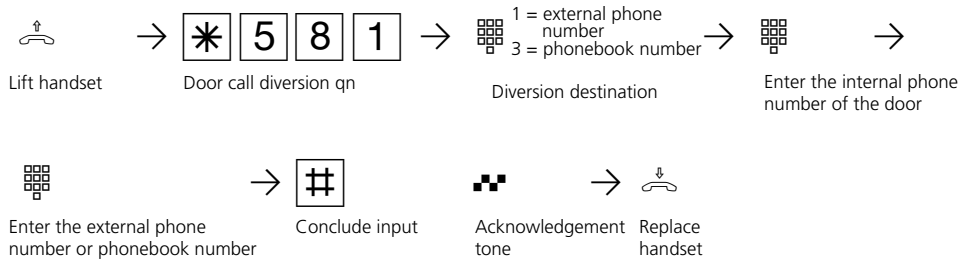 1 = external phone
number
3 = phonebook number
* 5 8 1
Lift handset
Door call diversion qn
Diversion destination
Enter the internal phone
number of the door
#
Enter the external phone
number or phonebook number
Conclude input
Acknowledgement
tone
Replace
handset